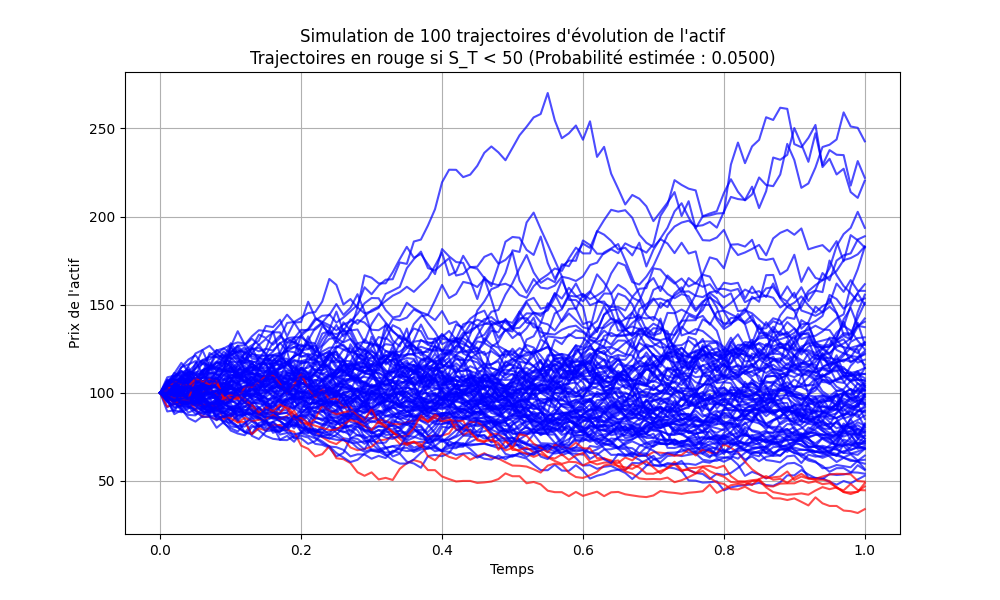 Simulation de 100 trajectoires d'évolution de l'actif
Trajectoires en rouge si S_T < 50 (Probabilité estimée : 0.0500)
Prix de l'actif
250
200
150
100
50
0.0 0.2 0.4 0.6 0.8 1.0
Temps